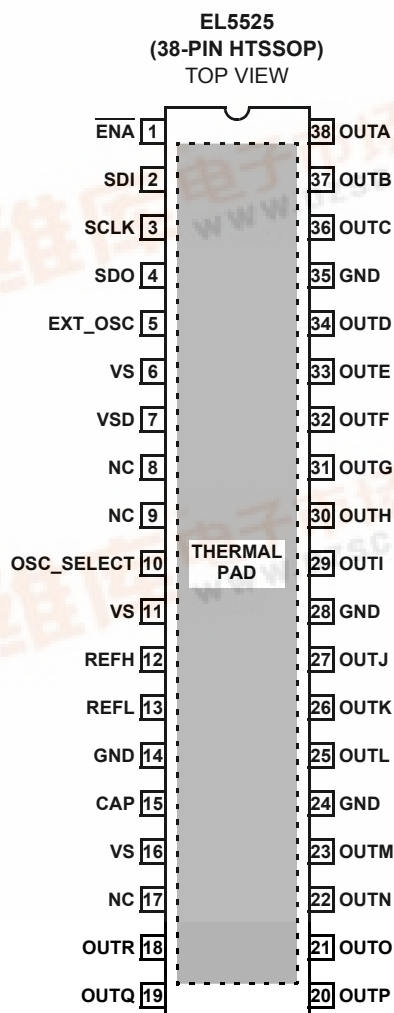 EL5525
(38-PIN HTSSOP)
TOP VIEW
ENA 1
38 OUTA
SDI 2
37 OUTB
SCLK 3
36 OUTC
SDO 4
35 GND
EXT_OSC 5
34 OUTD
VS 6
33 OUTE
VSD 7
32 OUTF
NC 8
31 OUTG
NC 9
30 OUTH
OSC_SELECT 10
THERMAL
PAD
29 OUTI
VS 11
28 GND
REFH 12
27 OUTJ
REFL 13
26 OUTK
GND 14
25 OUTL
CAP 15
24 GND
VS 16
23 OUTM
NC 17
22 OUTN
OUTR 18
21 OUTO
OUTQ 19
20 OUTP